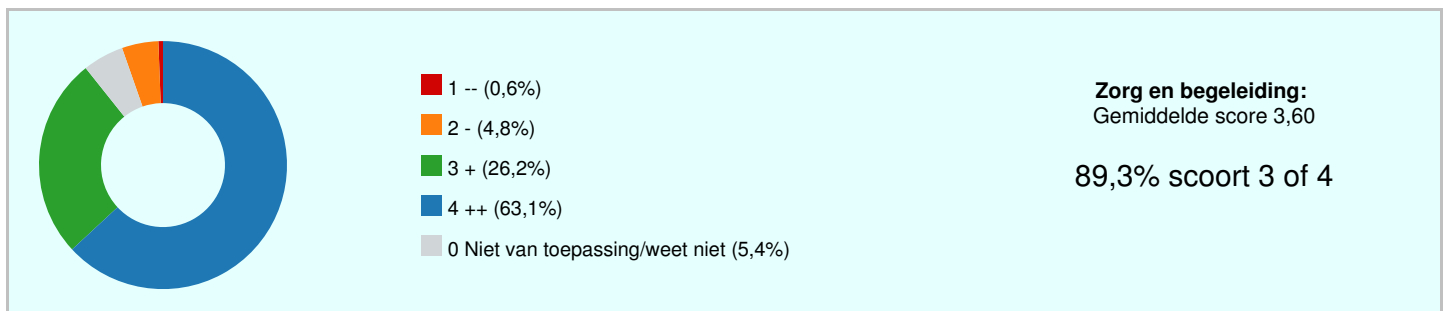 1 -- (0,6%)
2 - (4,8%)
3 + (26,2%)
4 ++ (63,1%)
0 Niet van toepassing/weet niet (5,4%)
Zorg en begeleiding:
Gemiddelde score 3,60
89,3% scoort 3 of 4